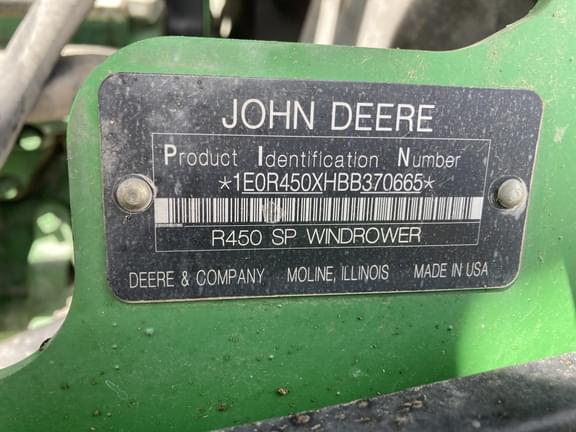 JOHN DEERE
Product Identification Number
*1E0R450XHBB370665*
R450 SP WINDROWER
DEERE & COMPANY MOLINE, ILLINOIS MADE IN USA